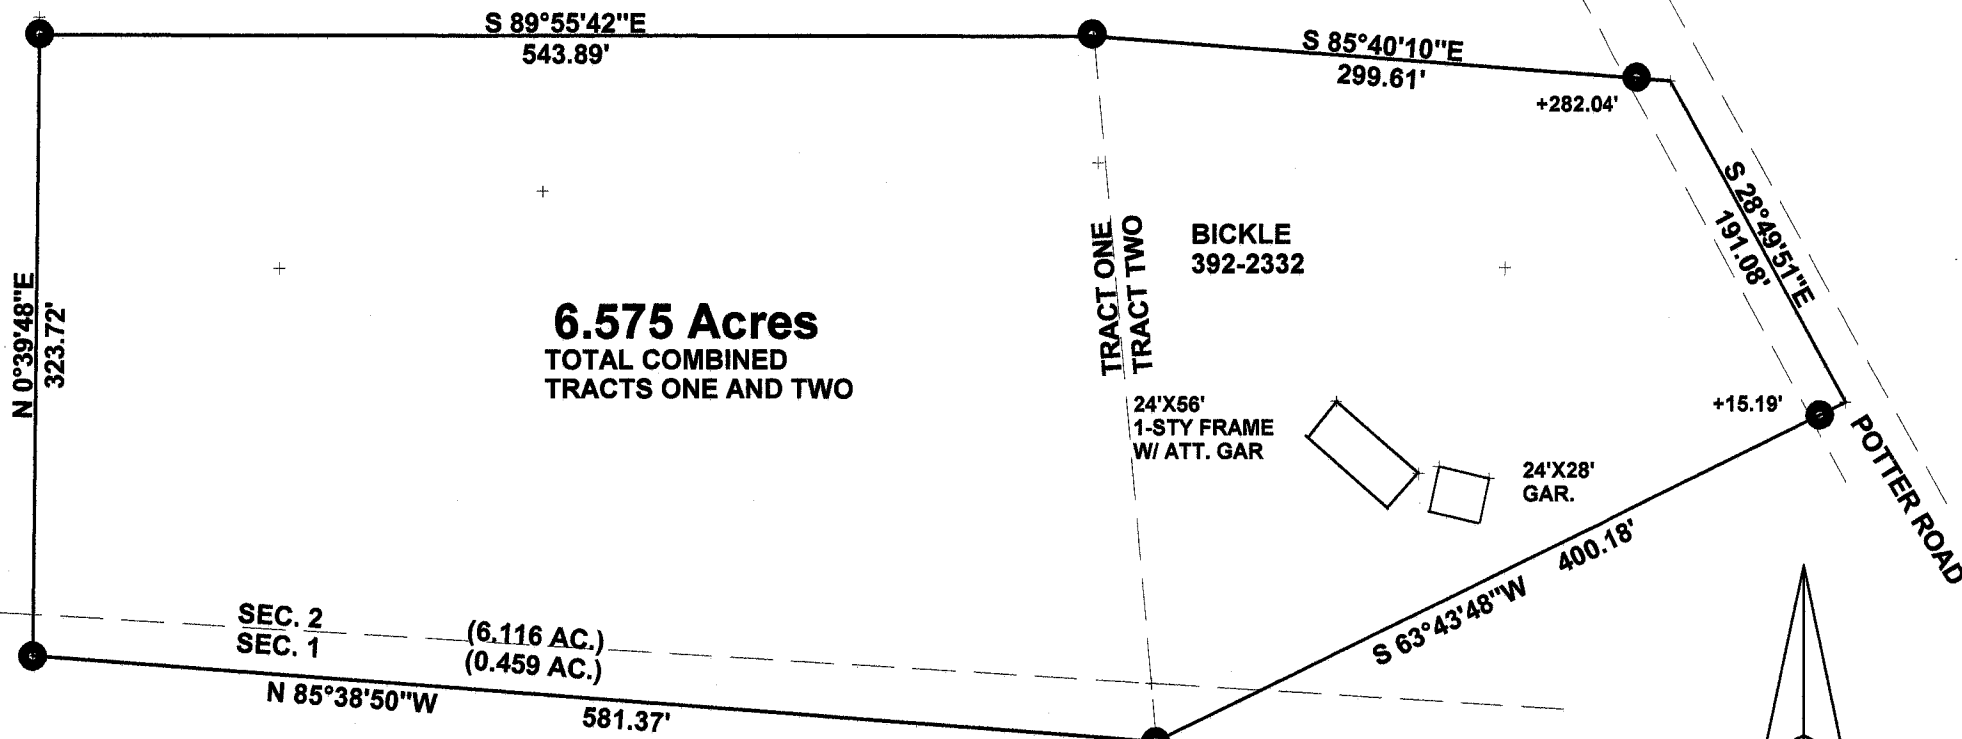 S 89°55'42"E
543.89'
S 85°40'10"E
299.61'
+282.04'
S 28°49'51"E
191.08'
BICKLE
392-2332
TRACT ONE
TRACT TWO
N 0°39'48"E
323.72'
6.575 Acres
TOTAL COMBINED
TRACTS ONE AND TWO
24'X56'
1-STY FRAME
W/ ATT. GAR
+15.19'
24'X28'
GAR.
POTTER ROAD
S 63°43'48"W 400.18'
SEC. 2 (6.116 AC.)
SEC. 1 (0.459 AC.)
N 85°38'50"W 581.37'